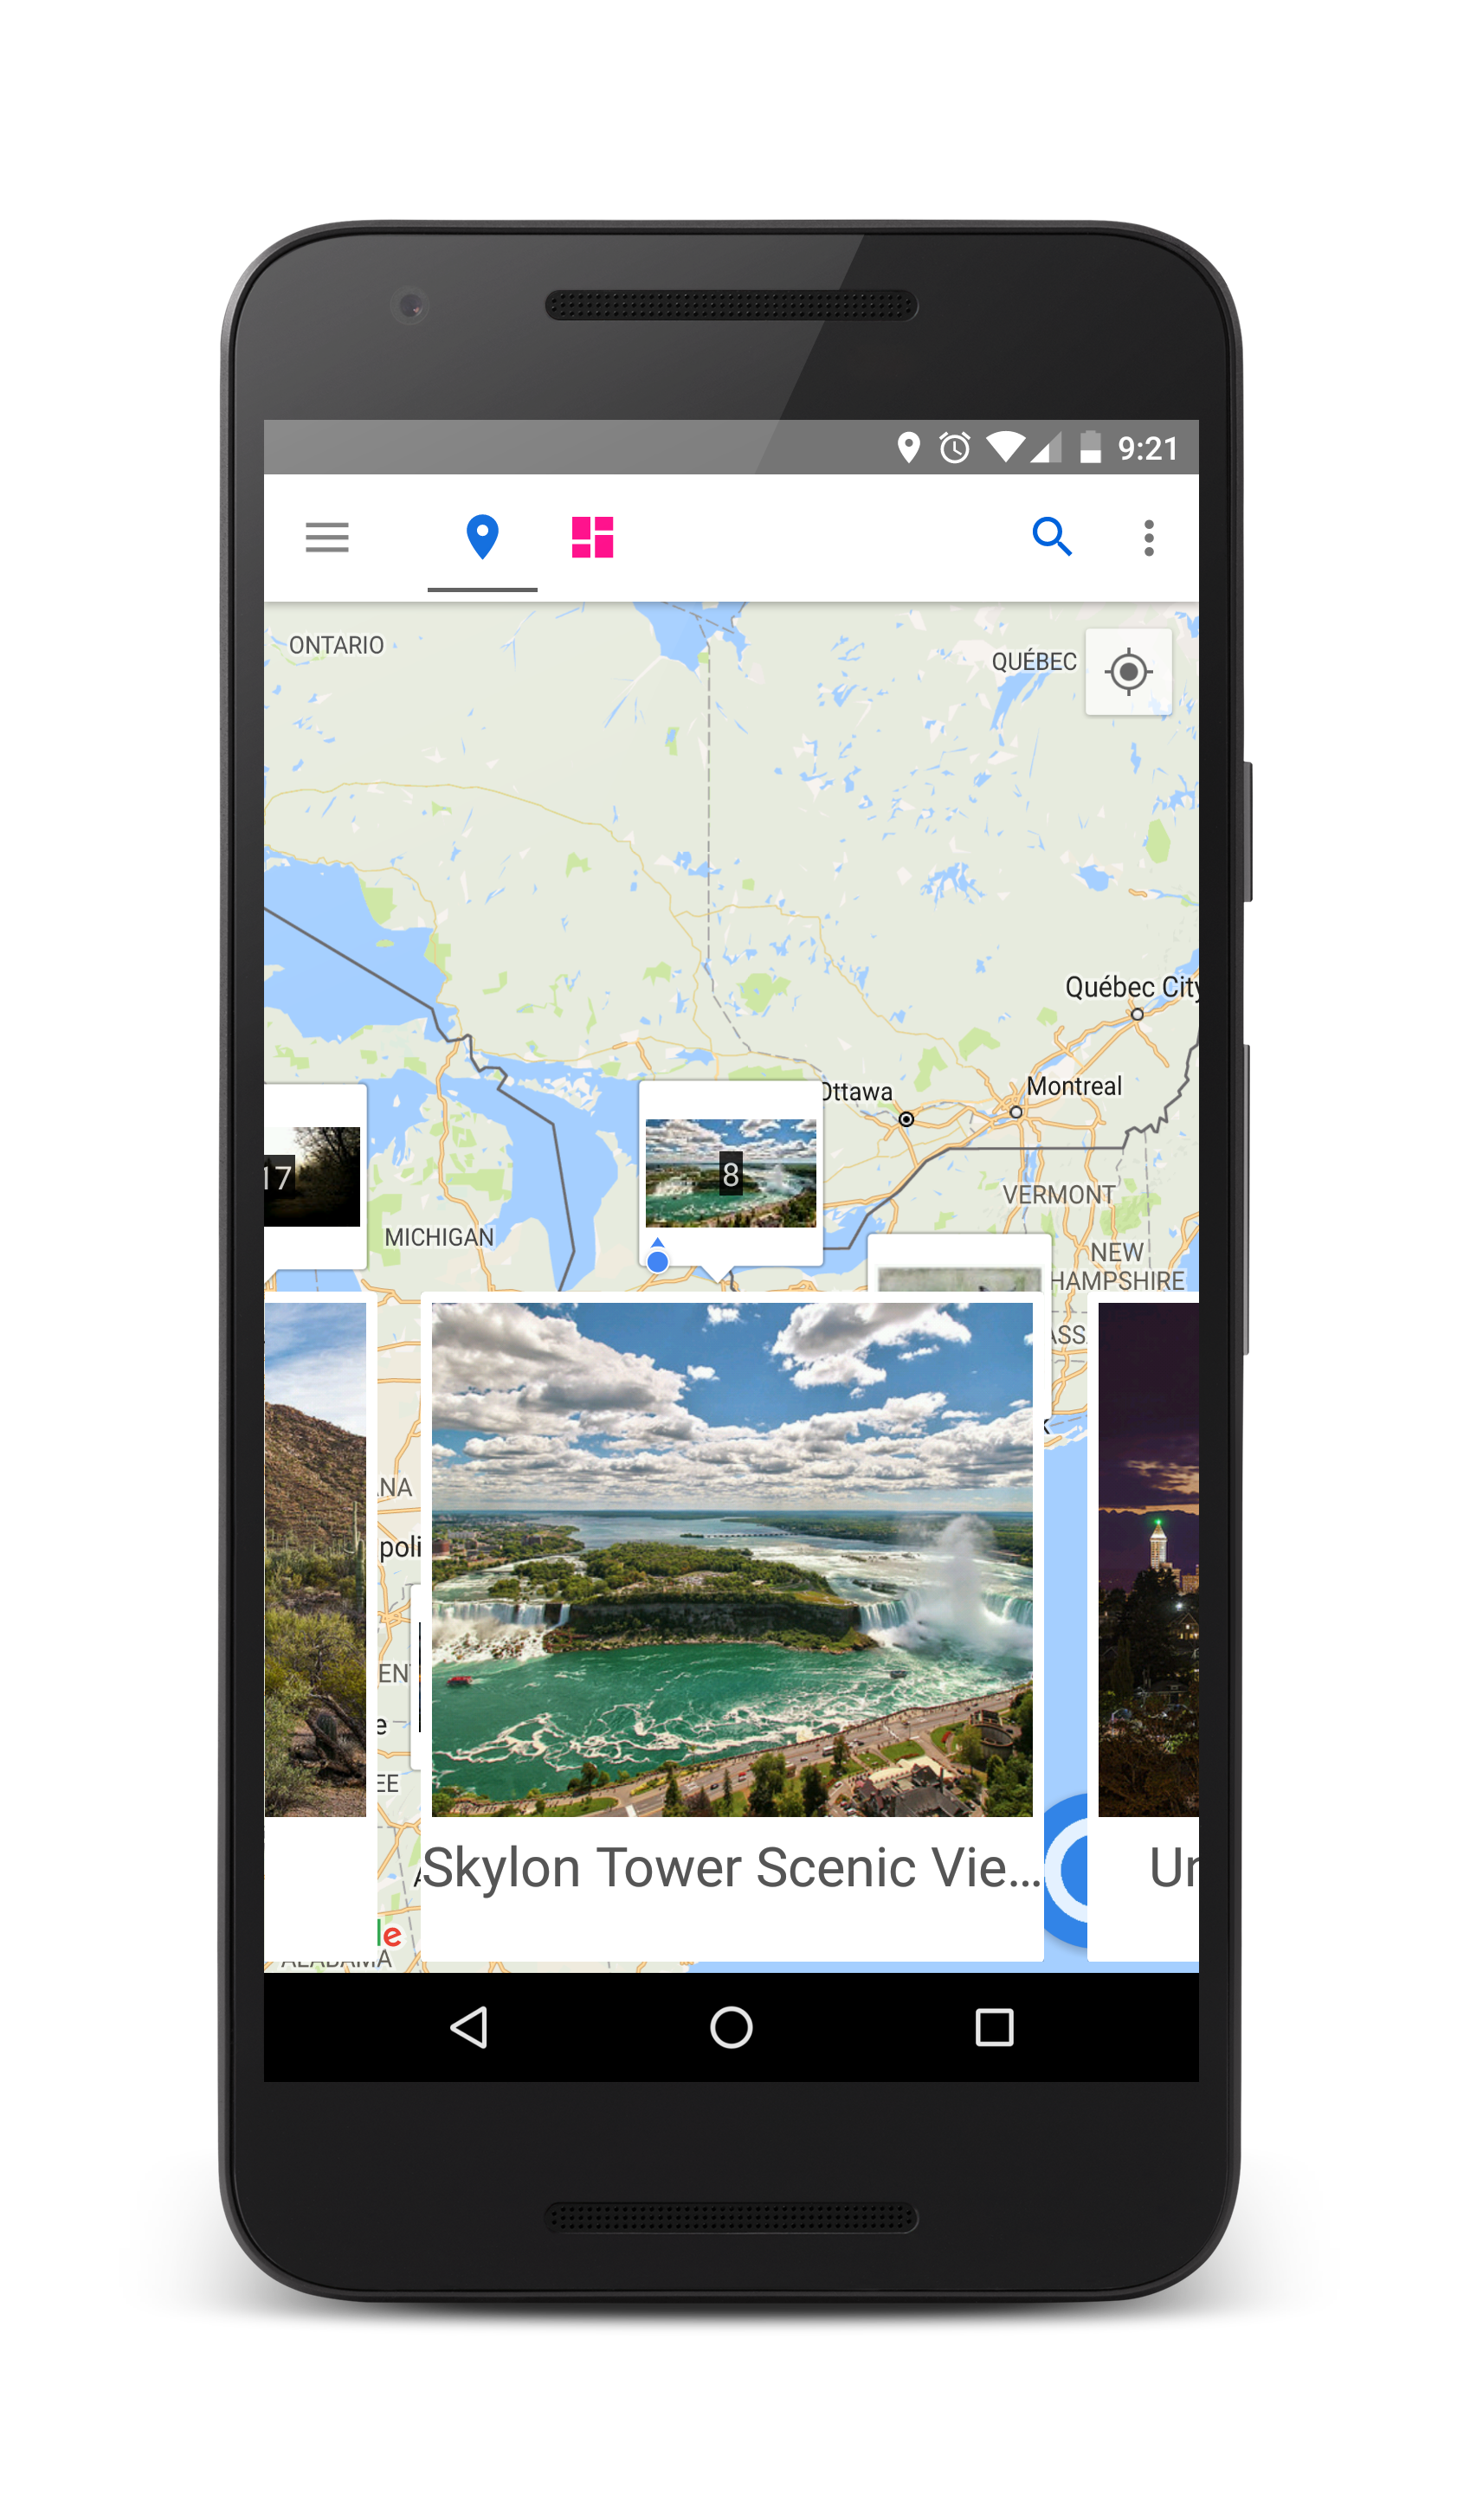 9:21
ONTARIO
QUÉBEC
Québec City
Ottawa
Montreal
17
8
VERMONT
MICHIGAN
NEW
HAMPSHIRE
ASS
NA
poli
EN
e
EE
Skylon Tower Scenic Vie...
Ur
le
ALABAMA